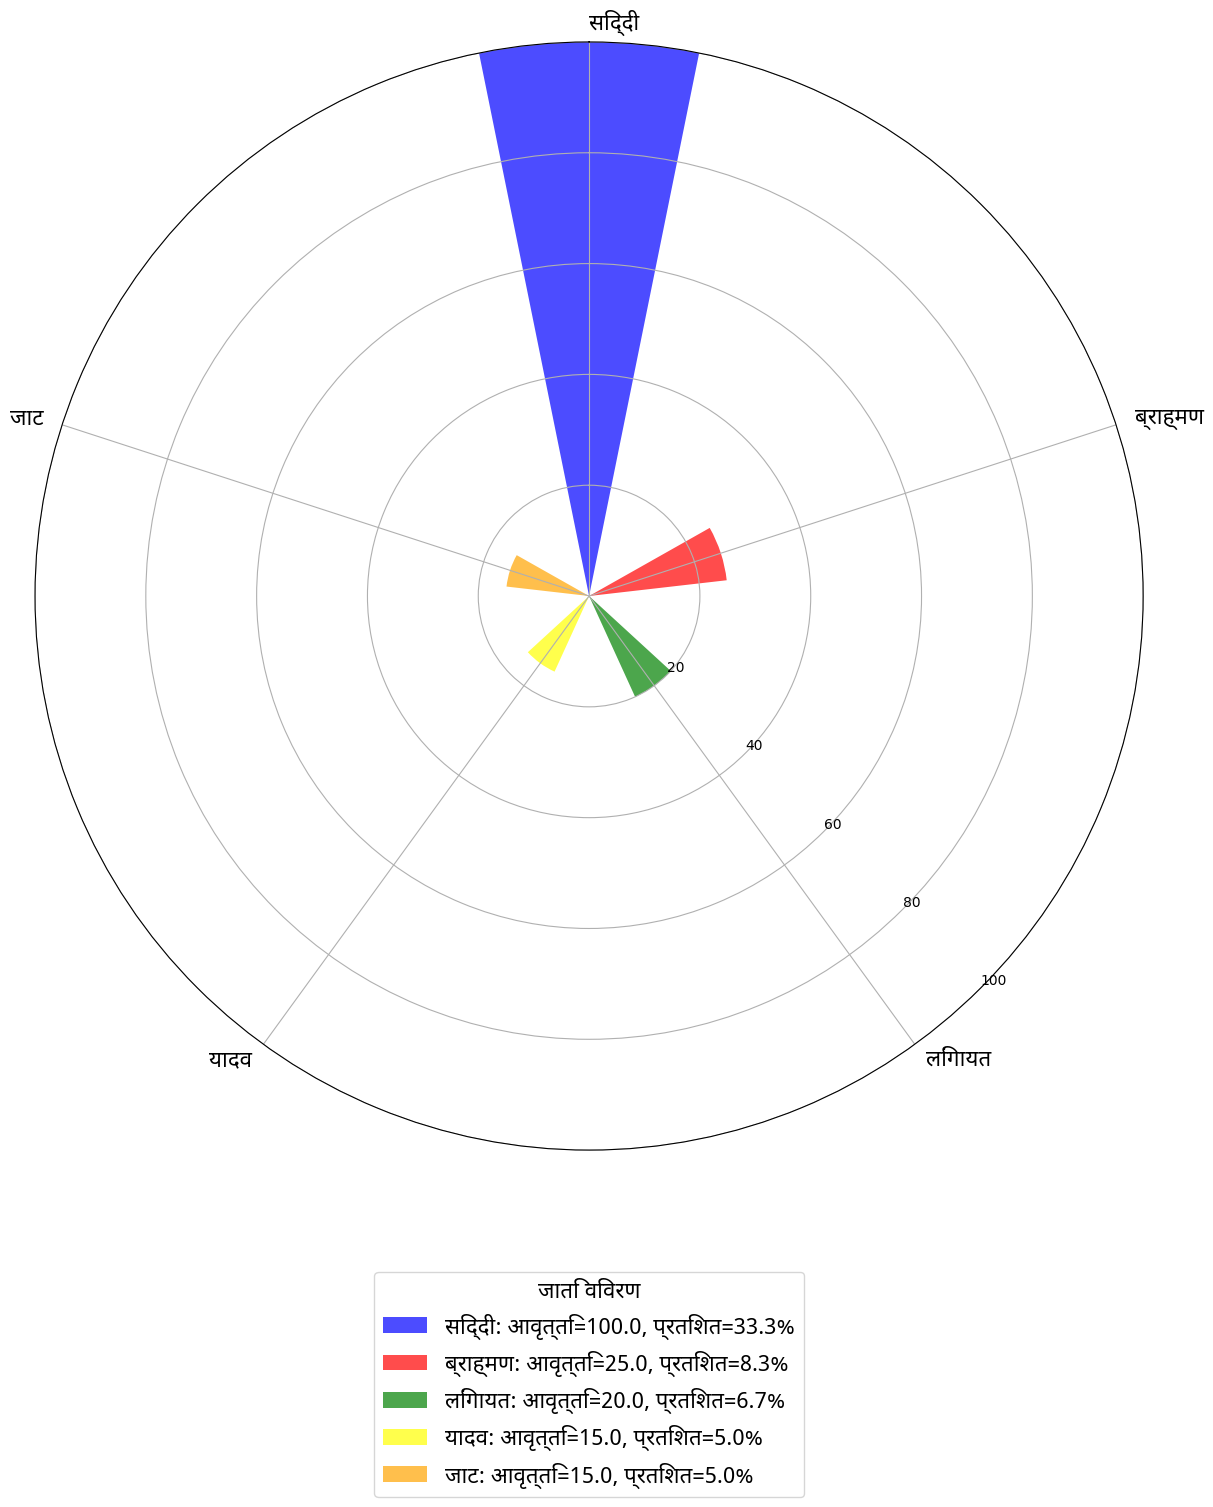 सिद्दी
जाट
ब्राह्मण
20
40
60
80
100
यादव
लिंगायत
जाति विवरण
सिद्दी: आवृत्ति=100.0, प्रतिशत=33.3%
ब्राह्मण: आवृत्ति=25.0, प्रतिशत=8.3%
लिंगायत: आवृत्ति=20.0, प्रतिशत=6.7%
यादव: आवृत्ति=15.0, प्रतिशत=5.0%
जाट: आवृत्ति=15.0, प्रतिशत=5.0%